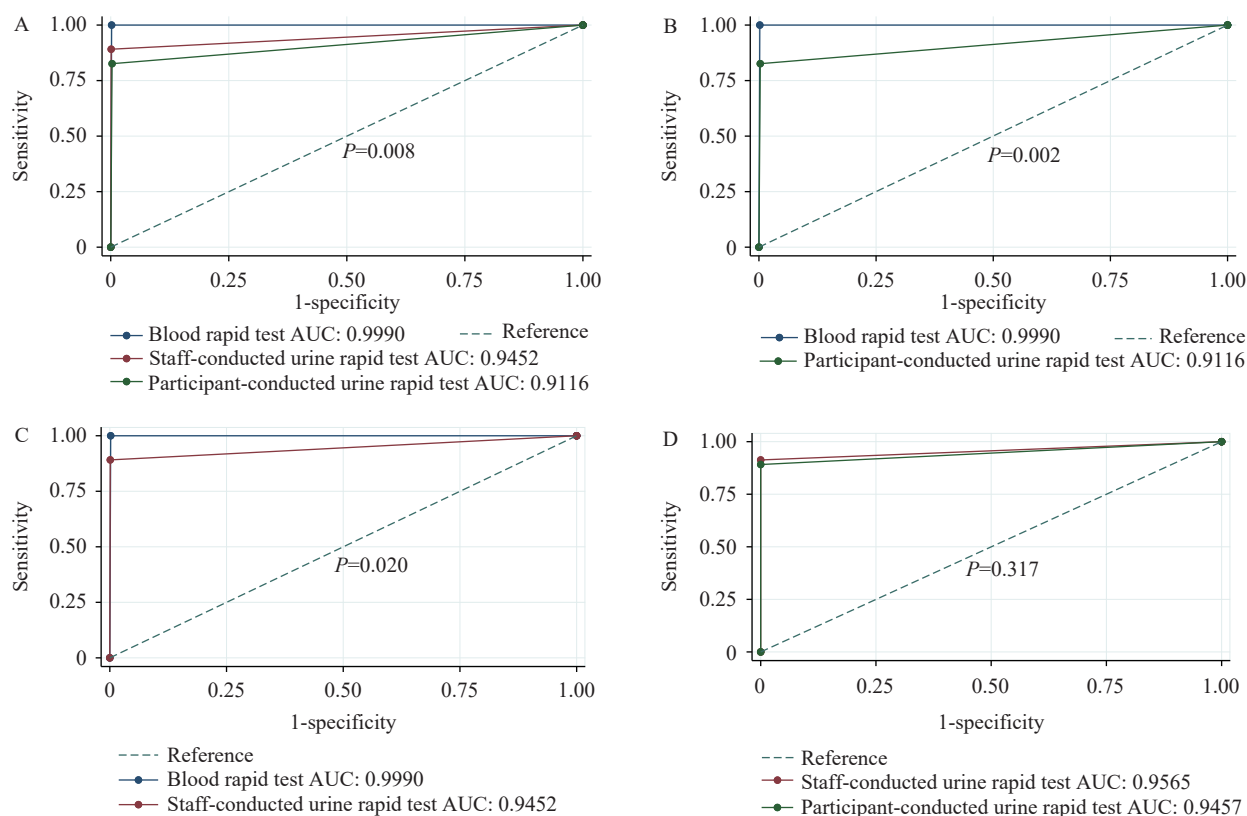 A
1.00
0.75
0.50
0.25
0
Sensitivity
P=0.008
0 0.25 0.50 0.75 1.00
1-specificity
Blood rapid test AUC: 0.9990 Reference
Staff-conducted urine rapid test AUC: 0.9452
Participant-conducted urine rapid test AUC: 0.9116
B
1.00
0.75
0.50
0.25
0
Sensitivity
P=0.002
0 0.25 0.50 0.75 1.00
1-specificity
Blood rapid test AUC: 0.9990 Reference
Participant-conducted urine rapid test AUC: 0.9116
C
1.00
0.75
0.50
0.25
0
Sensitivity
P=0.020
0 0.25 0.50 0.75 1.00
1-specificity
Reference
Blood rapid test AUC: 0.9990
Staff-conducted urine rapid test AUC: 0.9452
D
1.00
0.75
0.50
0.25
0
Sensitivity
P=0.317
0 0.25 0.50 0.75 1.00
1-specificity
Reference
Staff-conducted urine rapid test AUC: 0.9565
Participant-conducted urine rapid test AUC: 0.9457